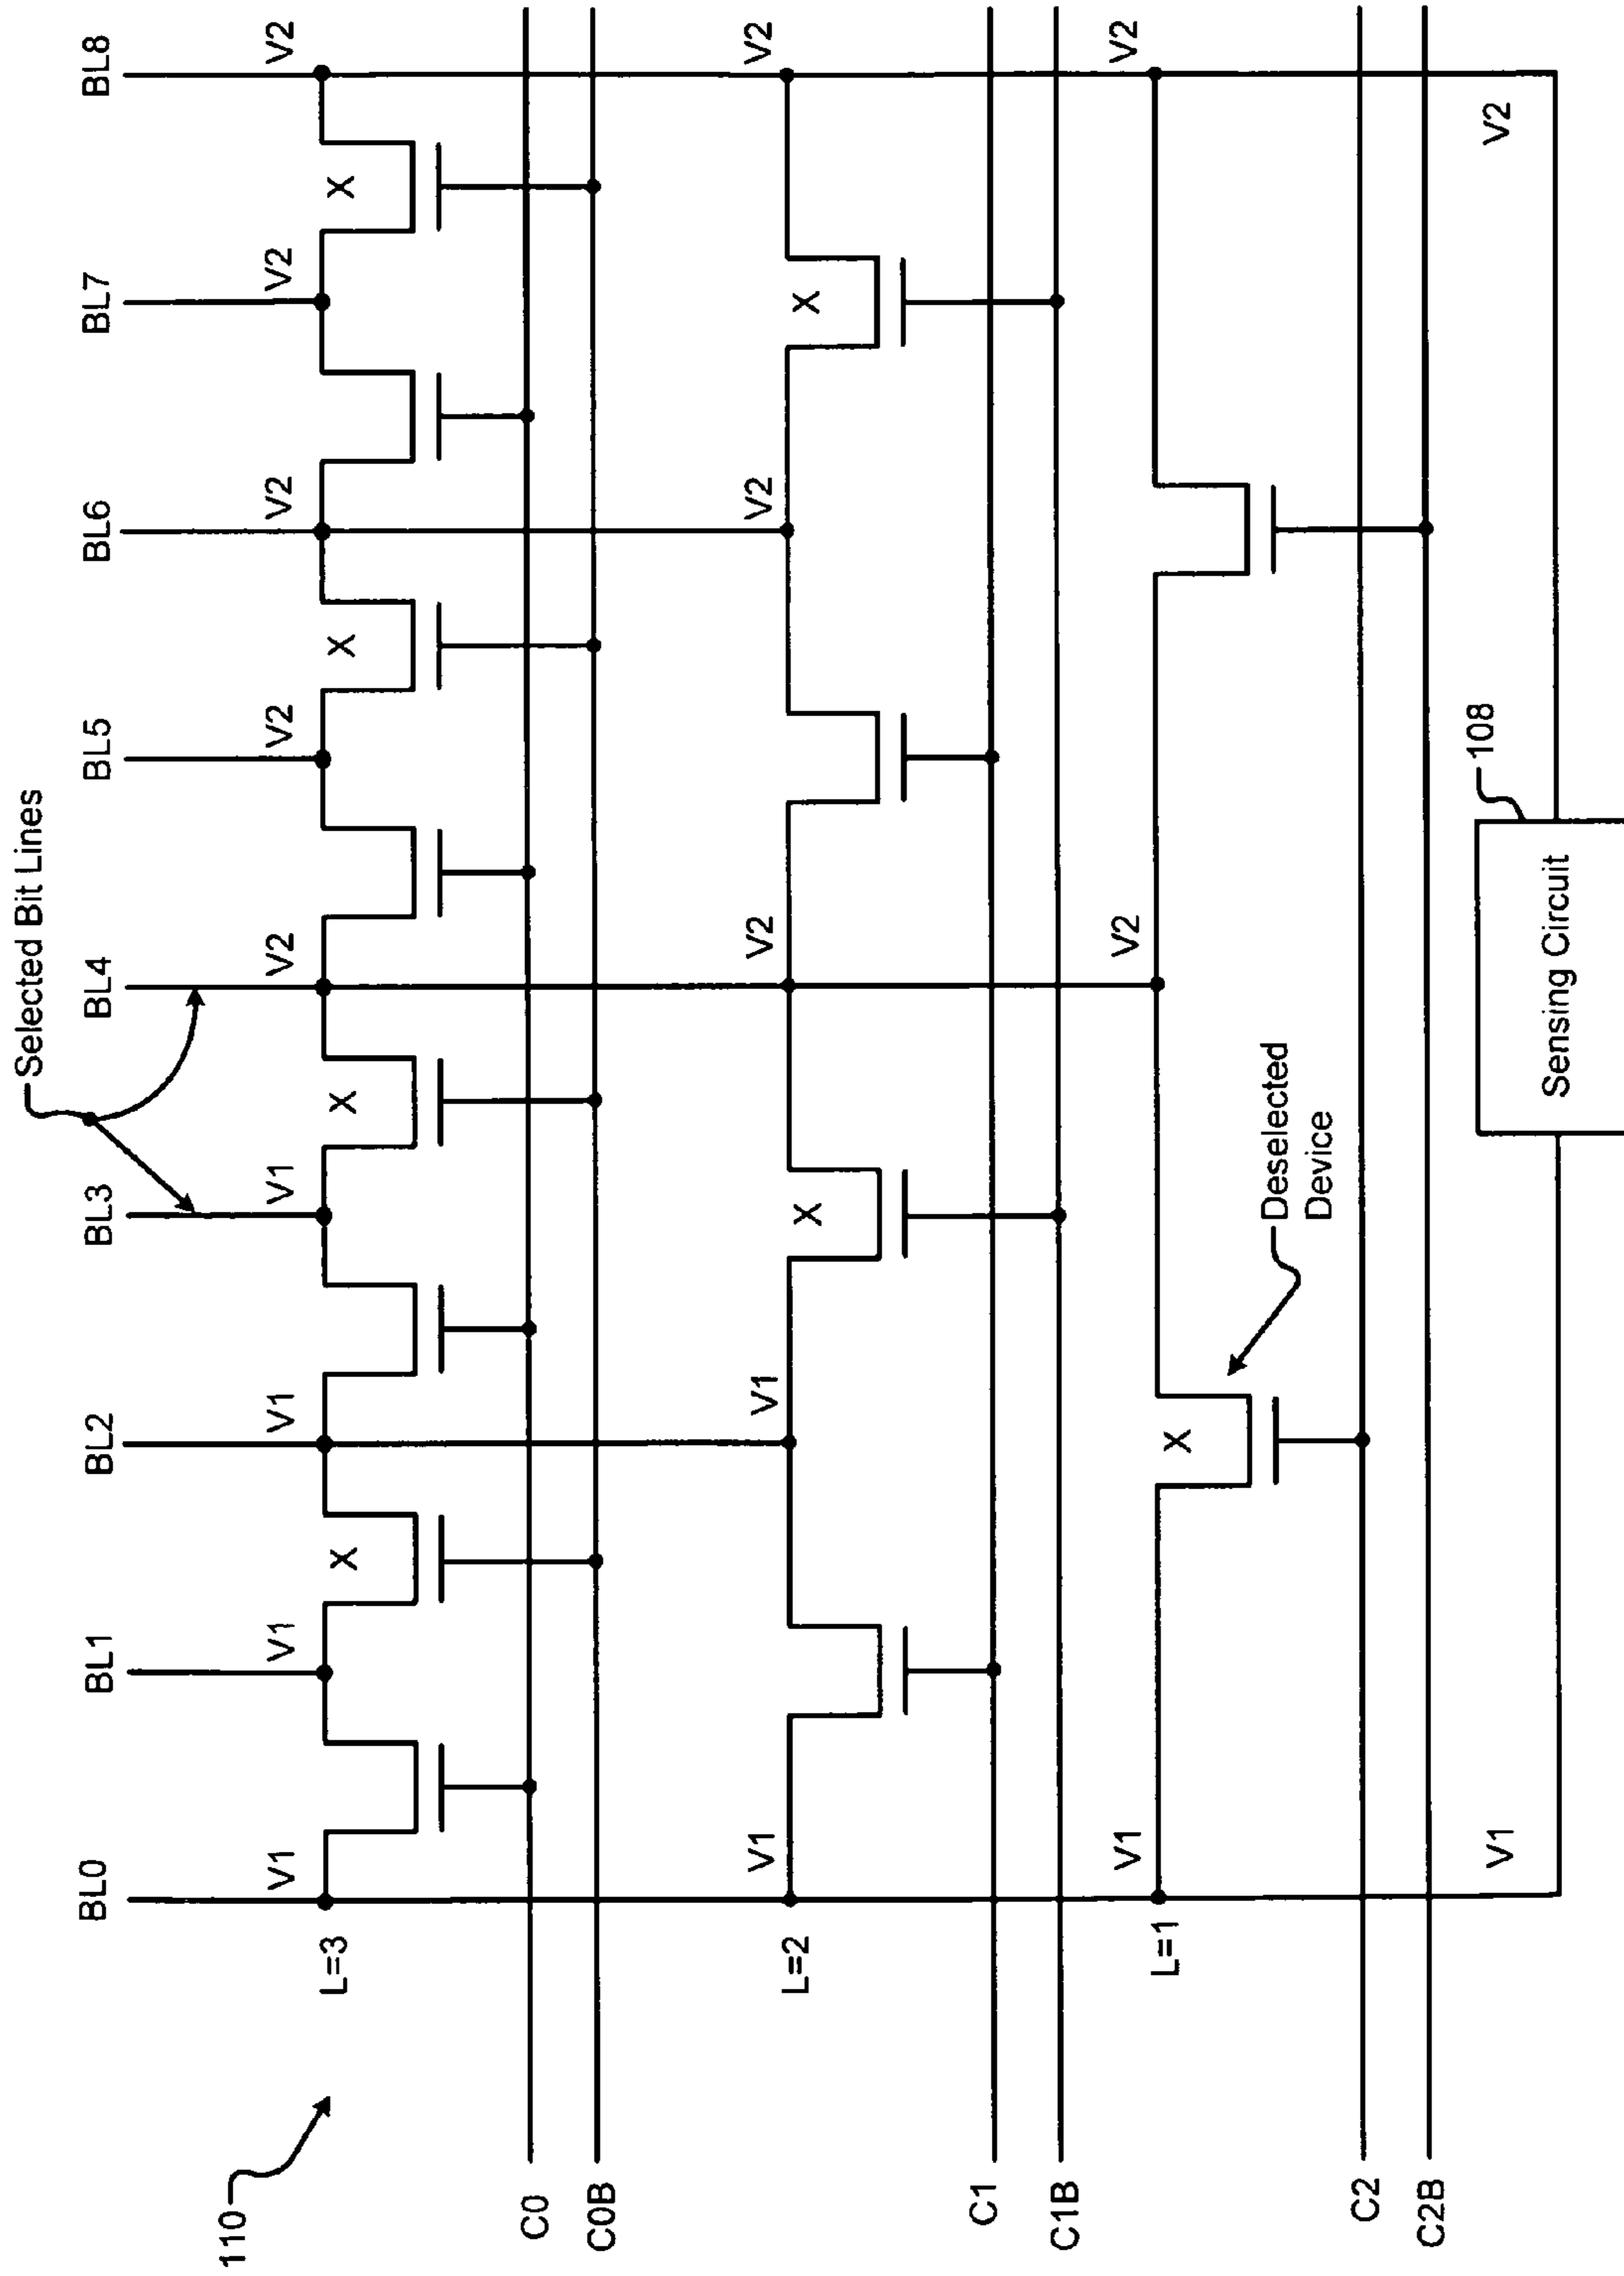 Selected Bit Lines
BL0
BL1
BL2
BL3
BL4
BL5
BL6
BL7
BL8
110
V1
V1
V1
V1
V2
V2
V2
V2
V2
L=3
X
X
X
X
C0
C0B
V1
V1
V2
V2
V2
L=2
X
X
C1
C1B
V1
V2
V2
L=1
X
Deselected
Device
C2
C2B
V1
108
V2
Sensing Circuit